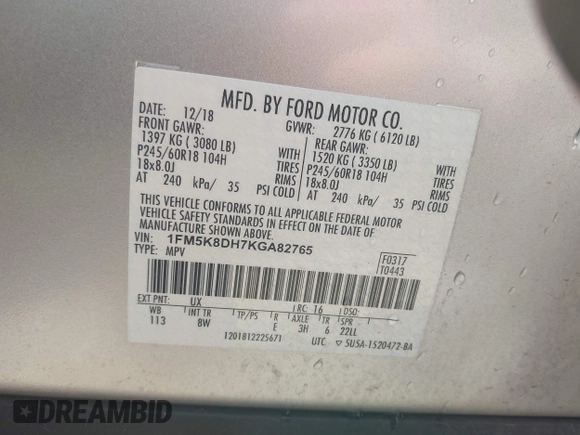 MFD. BY FORD MOTOR CO.
DATE: 12/18 GVWR: 2776 KG ( 6120 LB)
FRONT GAWR: REAR GAWR:
1397 KG ( 3080 LB) WITH 1520 KG ( 3350 LB) WITH
P245/60R18 104H TIRES P245/60R18 104H TIRES
18x8.0J RIMS 18x8.0J RIMS
AT 240 kPa/ 35 PSI COLD AT 240 kPa/ 35 PSI COLD
THIS VEHICLE CONFORMS TO ALL APPLICABLE FEDERAL MOTOR
VEHICLE SAFETY STANDARDS IN EFFECT ON THE DATE OF
MANUFACTURE SHOWN ABOVE.
VIN: 1FM5K8DH7KGA82765
TYPE: MPV
F0317
T0443
EXT PNT: UX RC: 16 DSO:
WB INT TR TP/PS R AXLE TR SPR
113 8W E 3H 6 22LL
1201812225671 UTC ▽ 5U5A-1520472-BA
DREAMBID